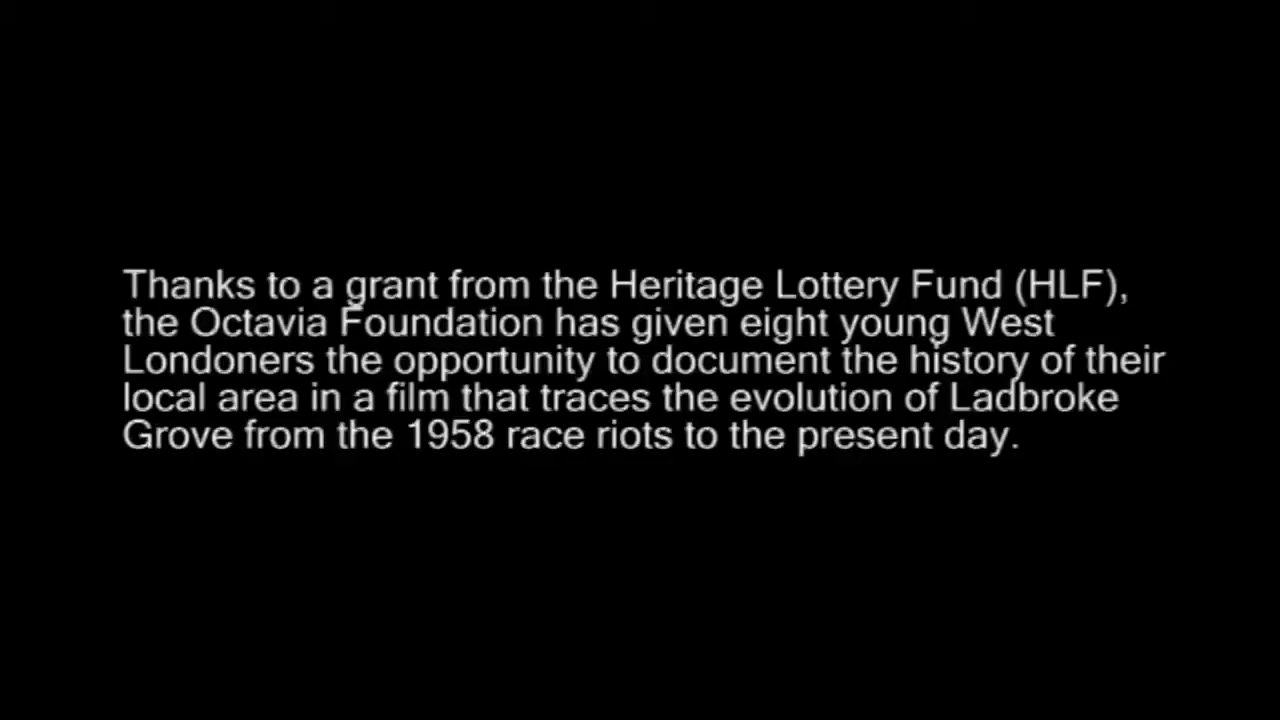 Thanks to a grant from the Heritage Lottery Fund (HLF),
the Octavia Foundation has given eight young West
Londoners the opportunity to document the history of their
local area in a film that traces the evolution of Ladbroke
Grove from the 1958 race riots to the present day.